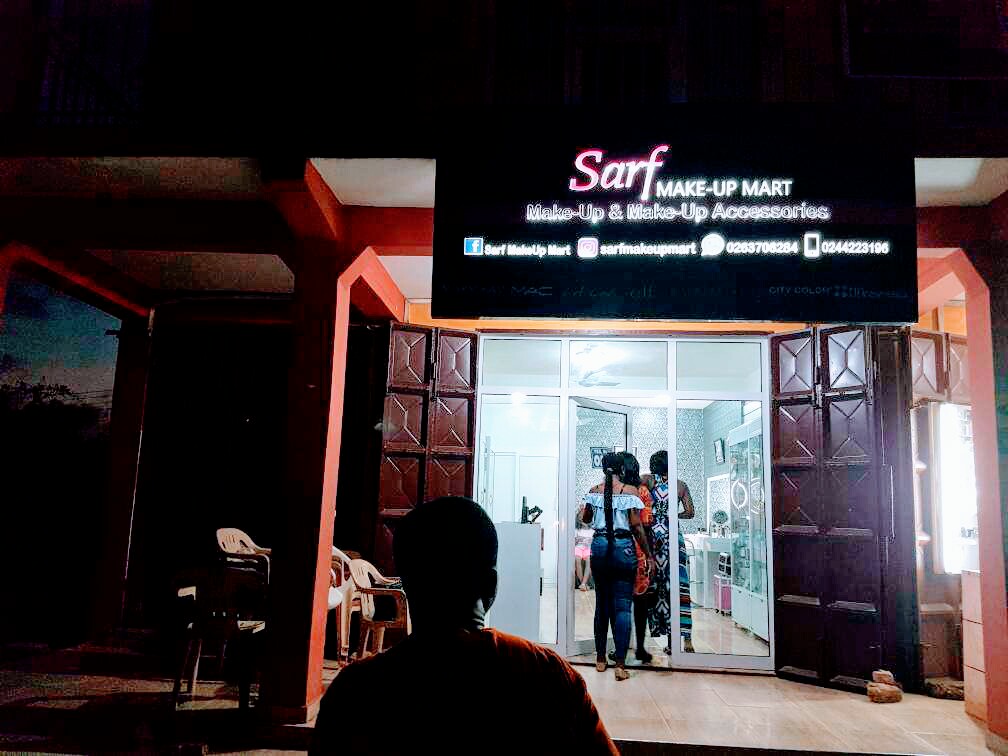 Sarf MAKE-UP MART
Make-Up & Make-Up Accessories
Sarf MakeUp Mart sarfmakeupmart 0263706284 0244223196
MAC CITY COLOR